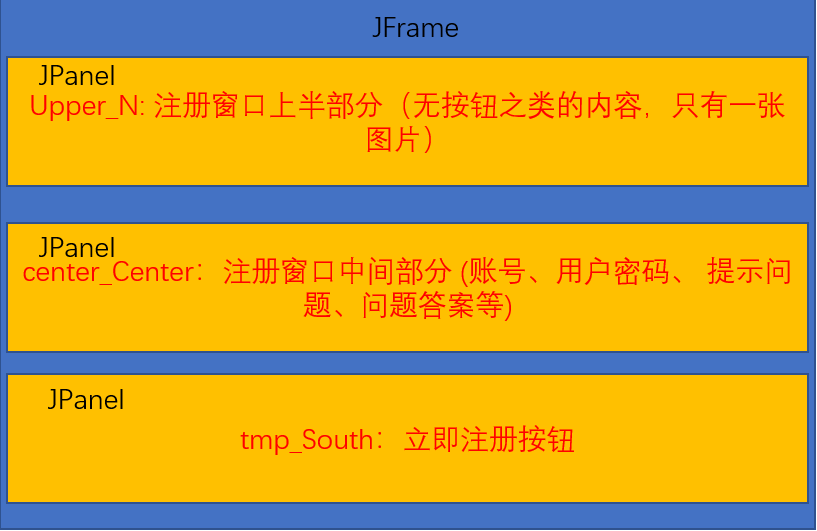 JFrame
JPanel
Upper_N: 注册窗口上半部分（无按钮之类的内容，只有一张
图片）
JPanel
center_Center：注册窗口中间部分 (账号、用户密码、 提示问
题、问题答案等)
JPanel
tmp_South：立即注册按钮